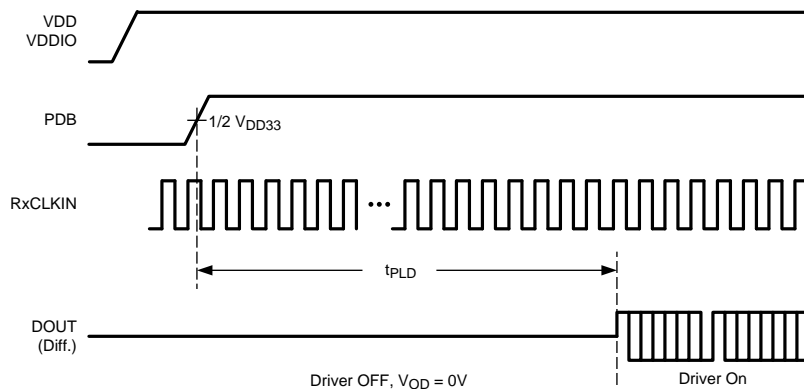 VDD
VDDIO
PDB
1/2 VDD33
RxCLKIN
•••
tPLD
DOUT
(Diff.)
Driver OFF, VOD = 0V
Driver On